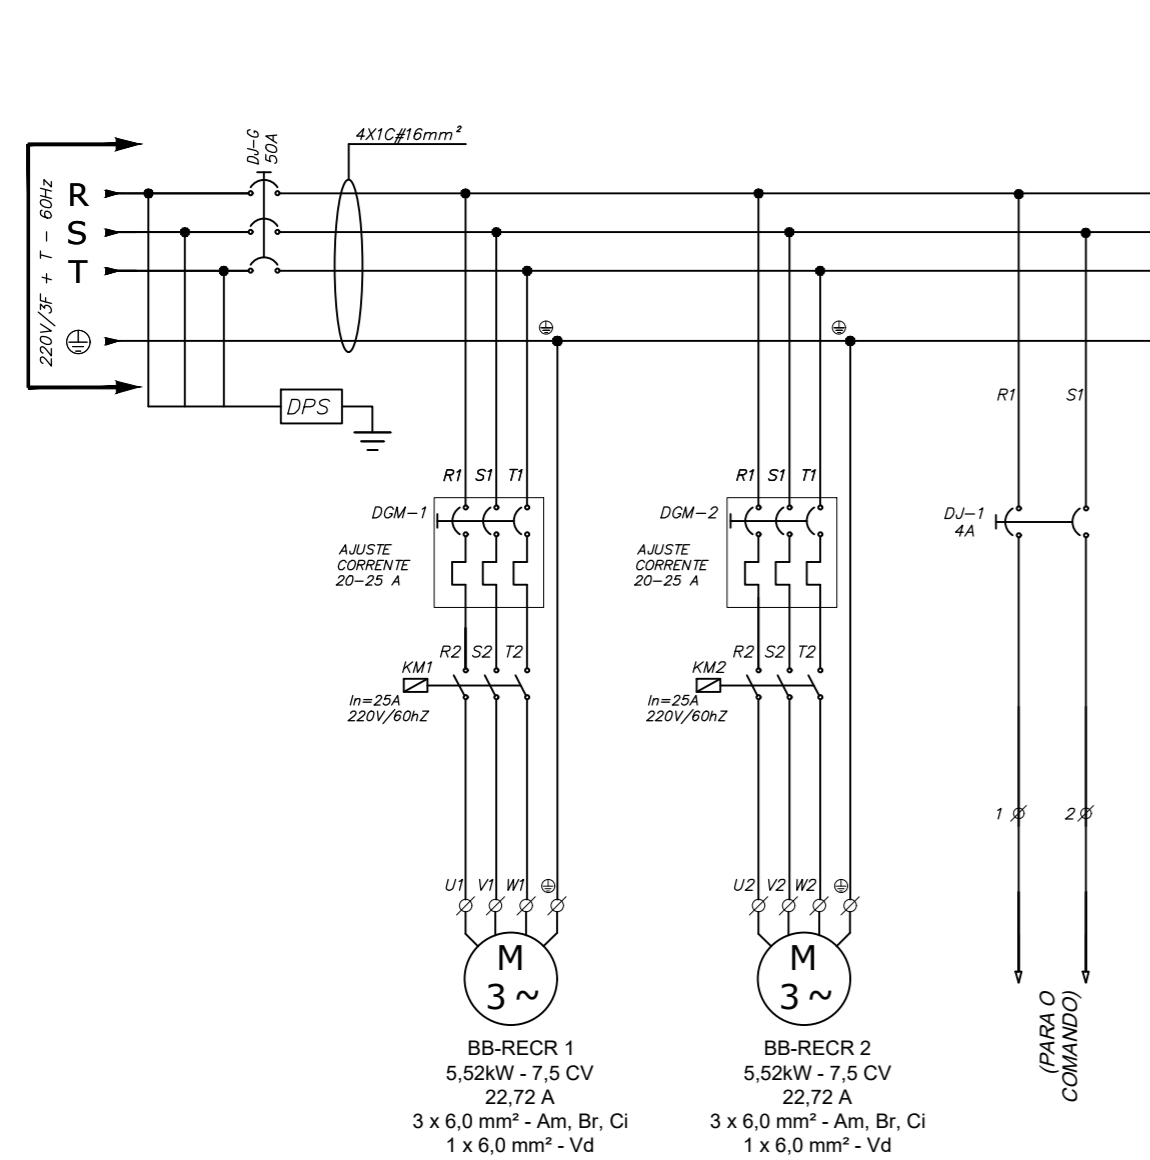 220V/3F + T - 60Hz
R
S
T
DJ-G
50A
4X1C#16mm²
DPS
R1 S1 T1
DGM-1
AJUSTE
CORRENTE
20-25 A
R2 S2 T2
KM1
In=25A
220V/60hZ
U1 V1 W1
M
3 ~
BB-RECR 1
5,52kW - 7,5 CV
22,72 A
3 x 6,0 mm² - Am, Br, Ci
1 x 6,0 mm² - Vd
R1 S1 T1
DGM-2
AJUSTE
CORRENTE
20-25 A
R2 S2 T2
KM2
In=25A
220V/60hZ
U2 V2 W2
M
3 ~
BB-RECR 2
5,52kW - 7,5 CV
22,72 A
3 x 6,0 mm² - Am, Br, Ci
1 x 6,0 mm² - Vd
R1 S1
DJ-1
4A
1 2
(PARA O
COMANDO)